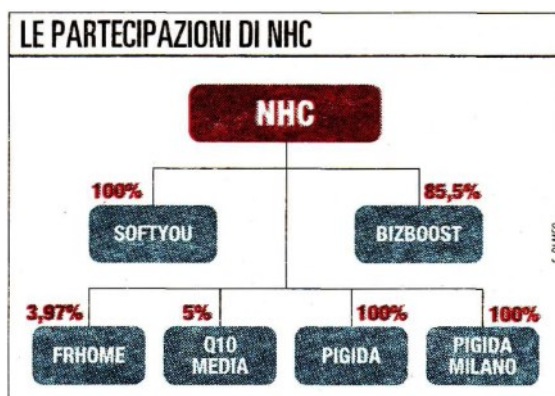 LE PARTECIPAZIONI DI NHC
NHC
100%
85,5%
SOFTYOU
BIZBOOST
3,97%
5%
100%
100%
FRHOME
Q10
MEDIA
PIGIDA
PIGIDA
MILANO